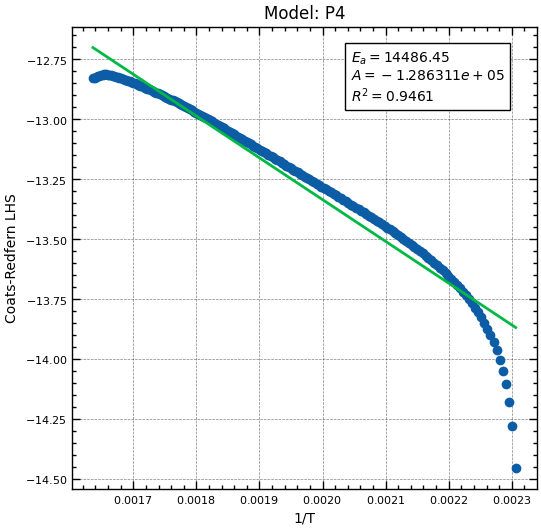 Model: P4
Coats-Redfern LHS
−12.75
−13.00
−13.25
−13.50
−13.75
−14.00
−14.25
−14.50
E_a = 14486.45
A = −1.286311e + 05
R² = 0.9461
0.0017 0.0018 0.0019 0.0020 0.0021 0.0022 0.0023
1/T